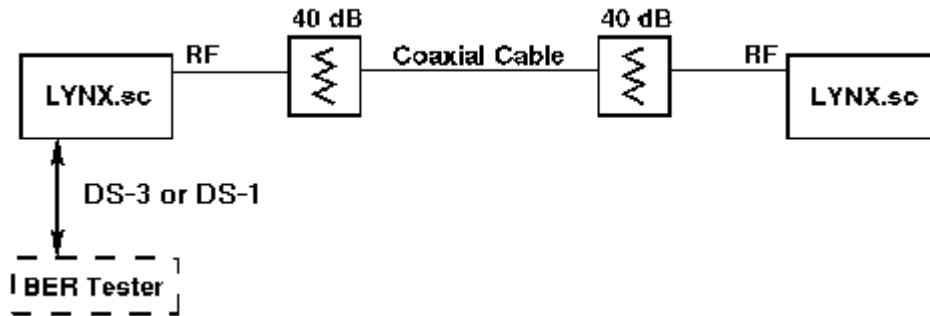 40 dB
40 dB
RF
Coaxial Cable
RF
LYNX.sc
LYNX.sc
DS-3 or DS-1
BER Tester